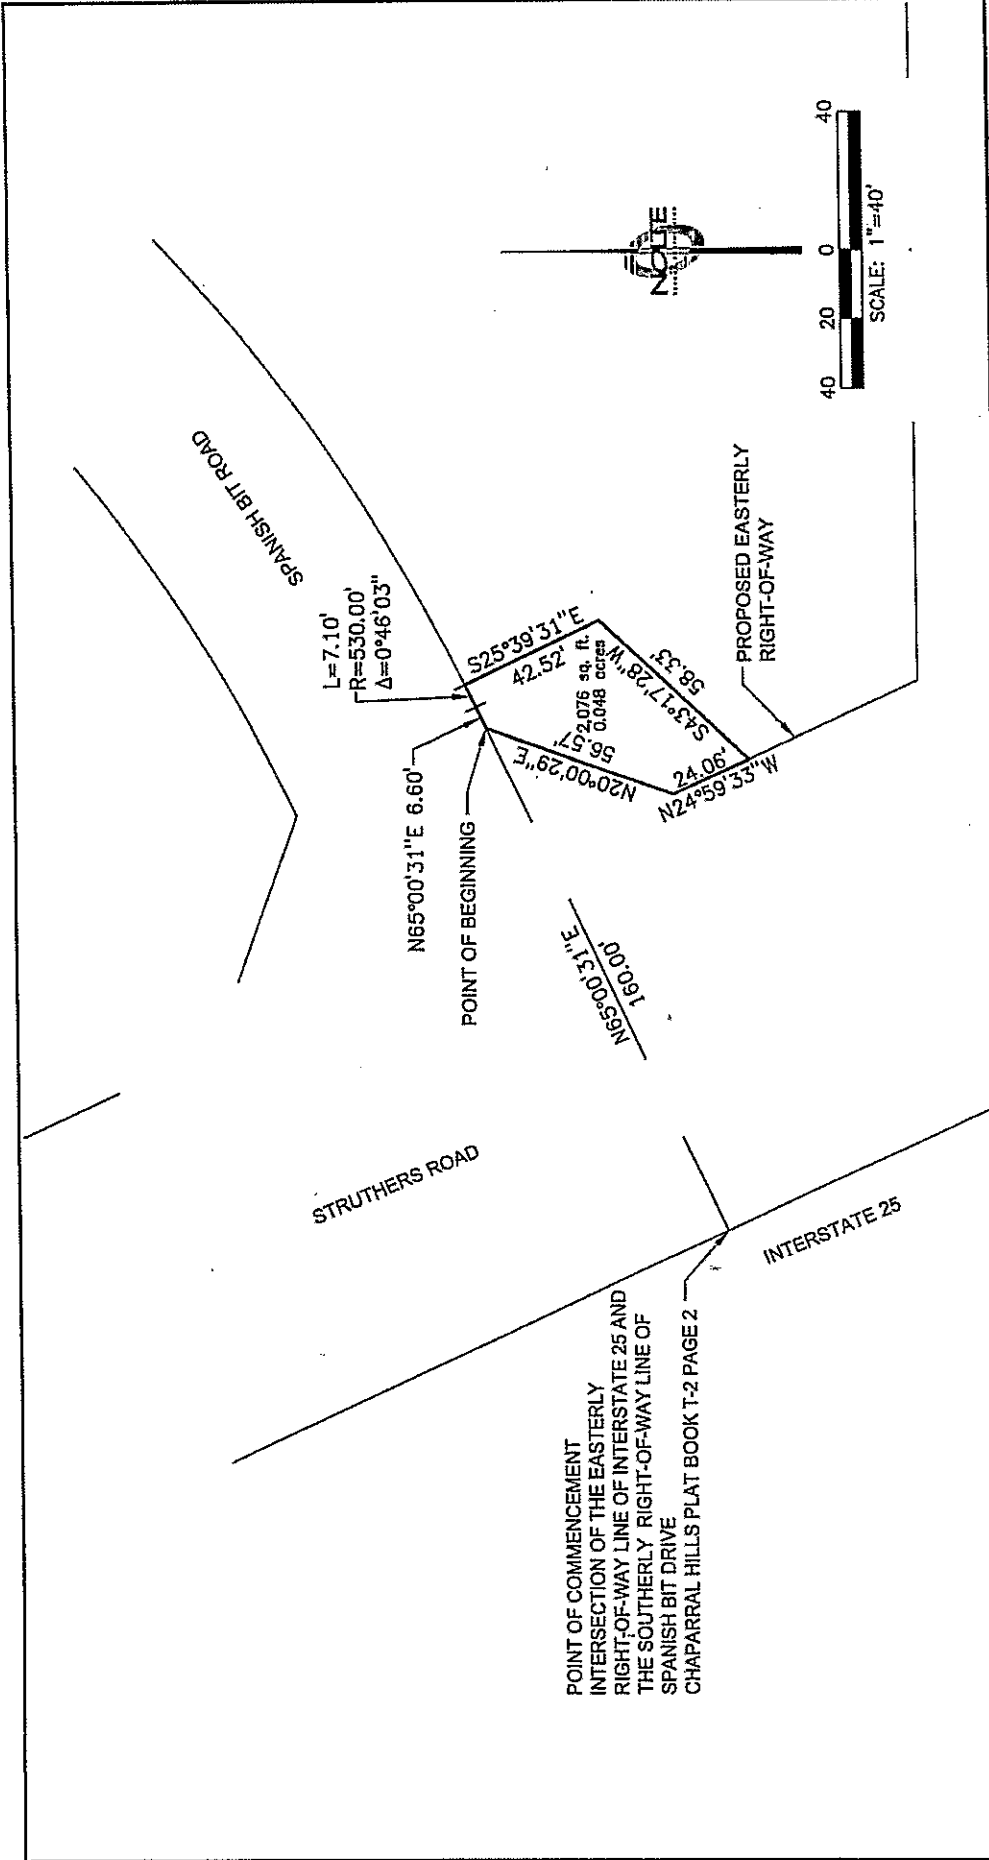 SPANISH BIT ROAD
L=7.10'
R=530.00'
Δ=0°46'03"
N65°00'31"E 6.60'
POINT OF BEGINNING
S25°39'31"E
42.52'
2,076 sq. ft.
0.048 acres
N20°00'29"E
56.57'
S43°17'28"W
58.33'
24.06'
N24°59'33"W
PROPOSED EASTERLY
RIGHT-OF-WAY
N65°00'31"E
160.00'
STRUTHERS ROAD
INTERSTATE 25
POINT OF COMMENCEMENT
INTERSECTION OF THE EASTERLY
RIGHT-OF-WAY LINE OF INTERSTATE 25 AND
THE SOUTHERLY RIGHT-OF-WAY LINE OF
SPANISH BIT DRIVE
CHAPARRAL HILLS PLAT BOOK T-2 PAGE 2
NOLTE
40 20 0 40
SCALE: 1"=40'